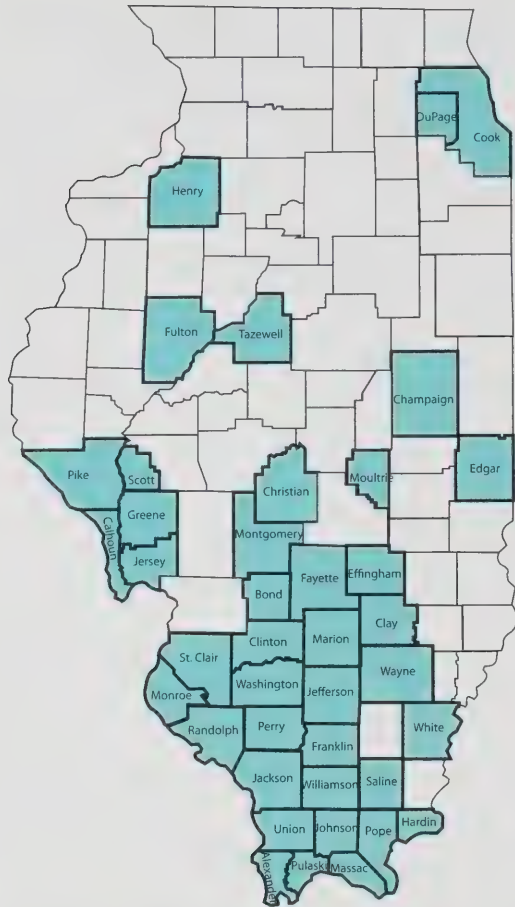 DuPage
Cook
Henry
Fulton
Tazewell
Champaign
Pike
Scott
Christian
Moultrie
Edgar
Greene
Calhoun
Montgomery
Jersey
Fayette
Effingham
Bond
Clay
Clinton
Marion
St. Clair
Wayne
Washington
Jefferson
Monroe
Randolph
Perry
White
Franklin
Jackson
Williamson
Saline
Union
Johnson
Pope
Hardin
Alexander
Pulaski
Massac